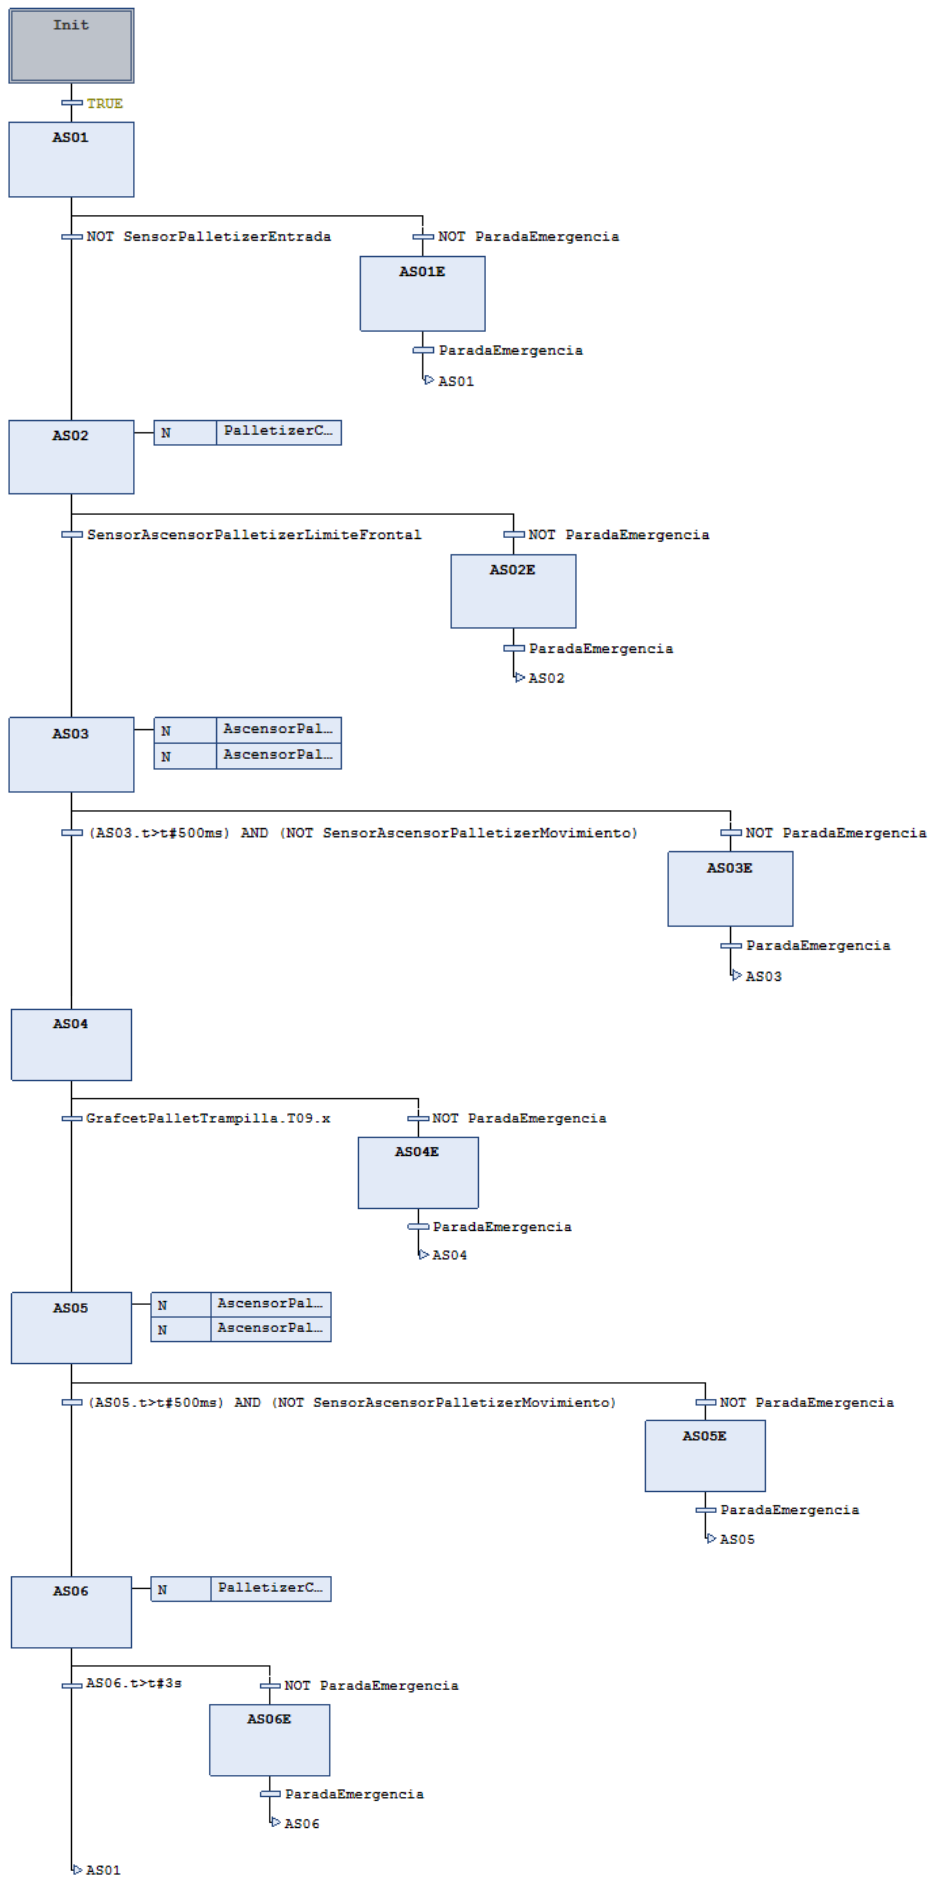 Init
TRUE
AS01
NOT SensorPalletizerEntrada
NOT ParadaEmergencia
AS01E
ParadaEmergencia
AS01
AS02
N
PalletizerC…
SensorAscensorPalletizerLimiteFrontal
NOT ParadaEmergencia
AS02E
ParadaEmergencia
AS02
AS03
N
AscensorPal…
N
AscensorPal…
(AS03.t>t#500ms) AND (NOT SensorAscensorPalletizerMovimiento)
NOT ParadaEmergencia
AS03E
ParadaEmergencia
AS03
AS04
GrafcetPalletTrampilla.T09.x
NOT ParadaEmergencia
AS04E
ParadaEmergencia
AS04
AS05
N
AscensorPal…
N
AscensorPal…
(AS05.t>t#500ms) AND (NOT SensorAscensorPalletizerMovimiento)
NOT ParadaEmergencia
AS05E
ParadaEmergencia
AS05
AS06
N
PalletizerC…
AS06.t>t#3s
NOT ParadaEmergencia
AS06E
ParadaEmergencia
AS06
AS01